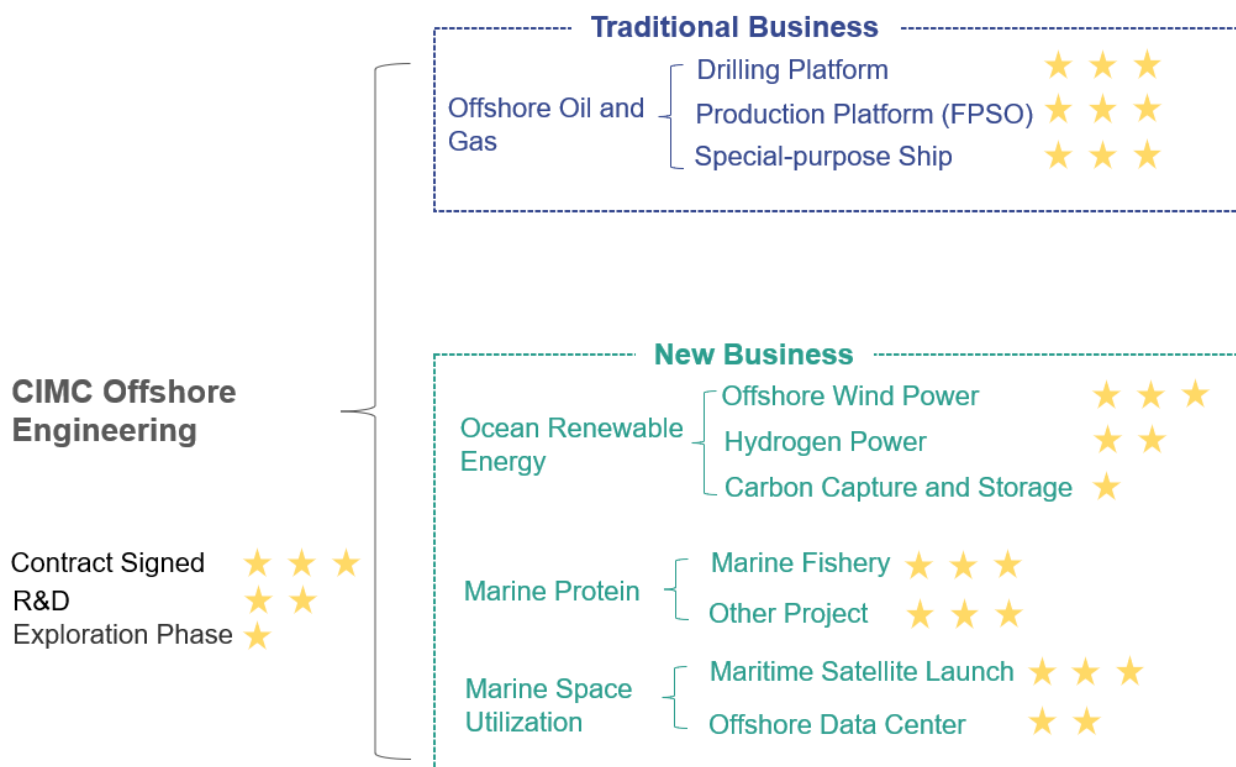 Traditional Business
Offshore Oil and
Gas
Drilling Platform
Production Platform (FPSO)
Special-purpose Ship
CIMC Offshore
Engineering
New Business
Ocean Renewable
Energy
Offshore Wind Power
Hydrogen Power
Carbon Capture and Storage
Marine Protein
Marine Fishery
Other Project
Marine Space
Utilization
Maritime Satellite Launch
Offshore Data Center
Contract Signed
R&D
Exploration Phase